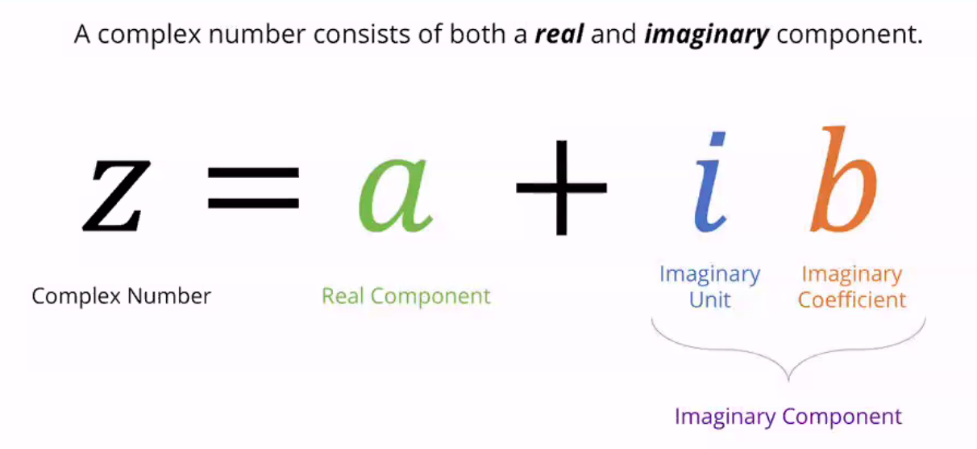 A complex number consists of both a real and imaginary component.
z = a + i b
Complex Number
Real Component
Imaginary
Unit
Imaginary
Coefficient
Imaginary Component